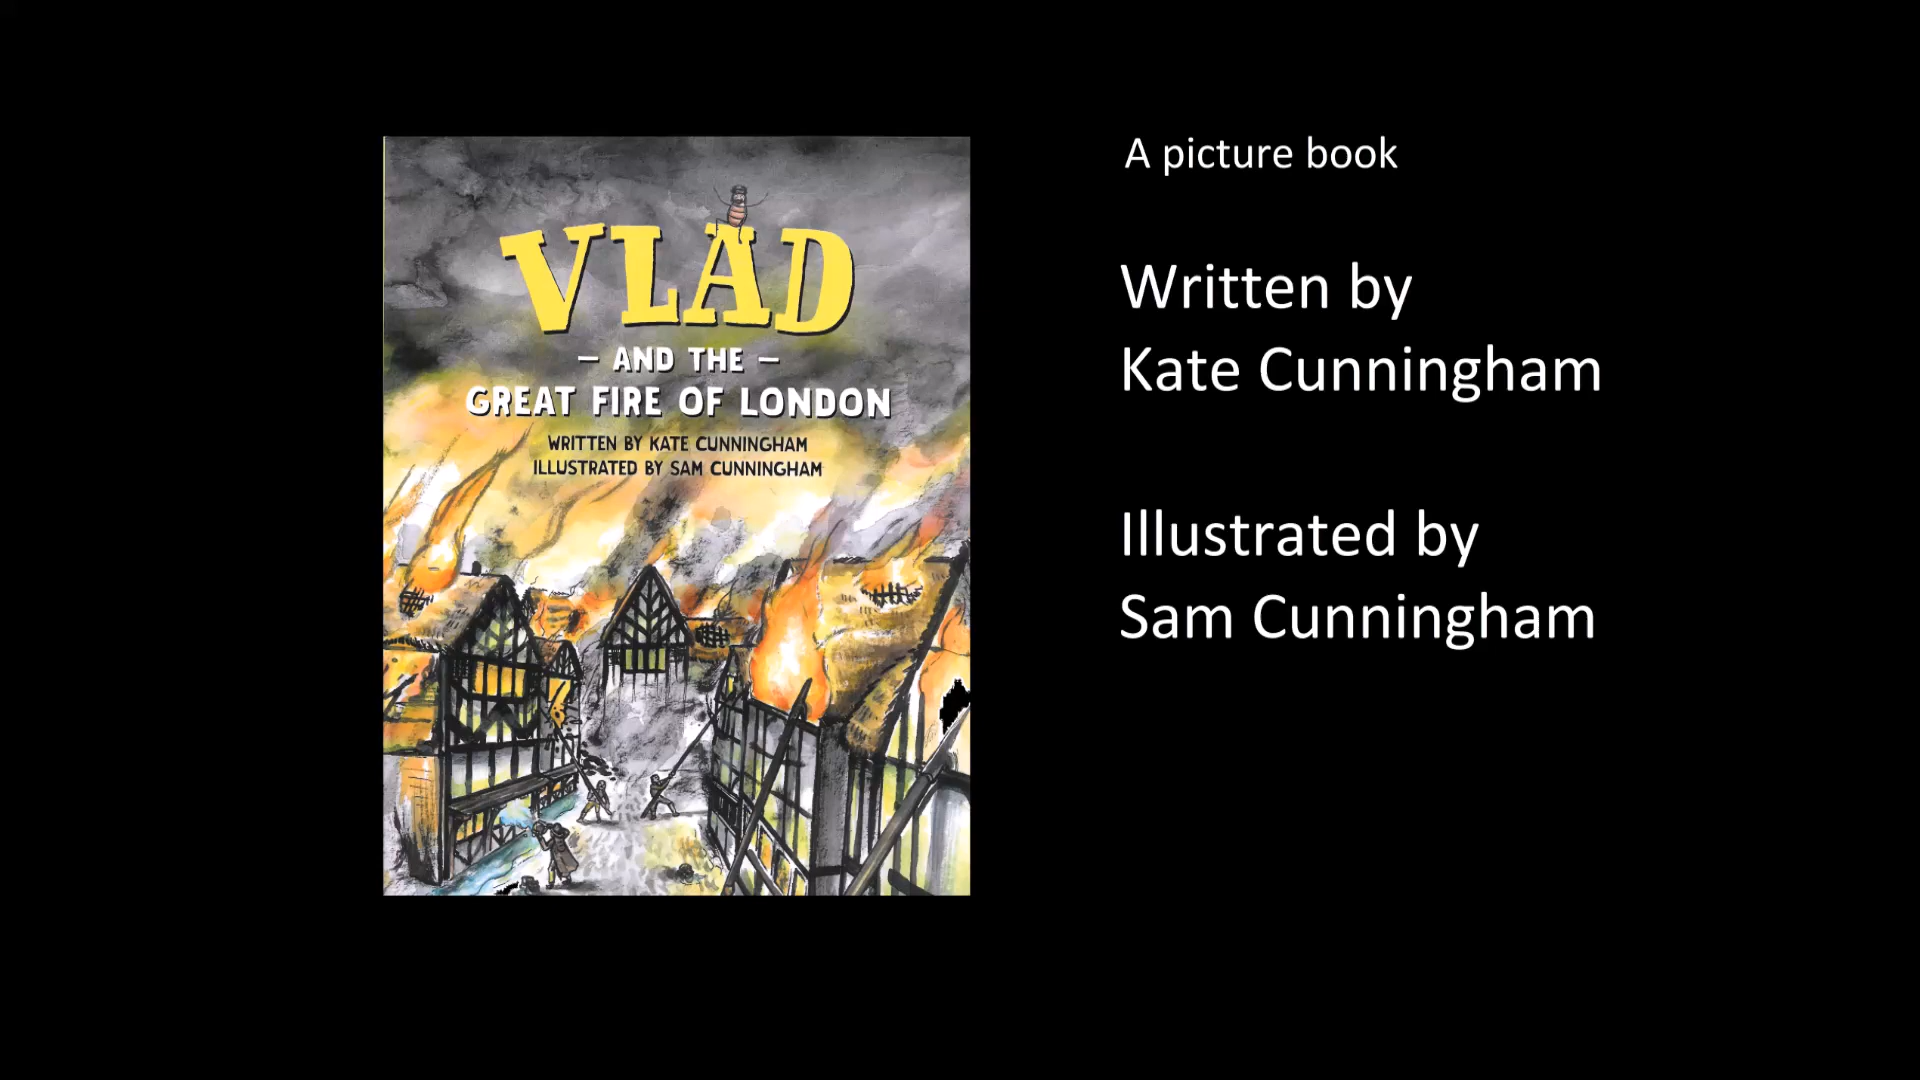 VLAD
– AND THE –
GREAT FIRE OF LONDON
WRITTEN BY KATE CUNNINGHAM
ILLUSTRATED BY SAM CUNNINGHAM
A picture book
Written by
Kate Cunningham
Illustrated by
Sam Cunningham